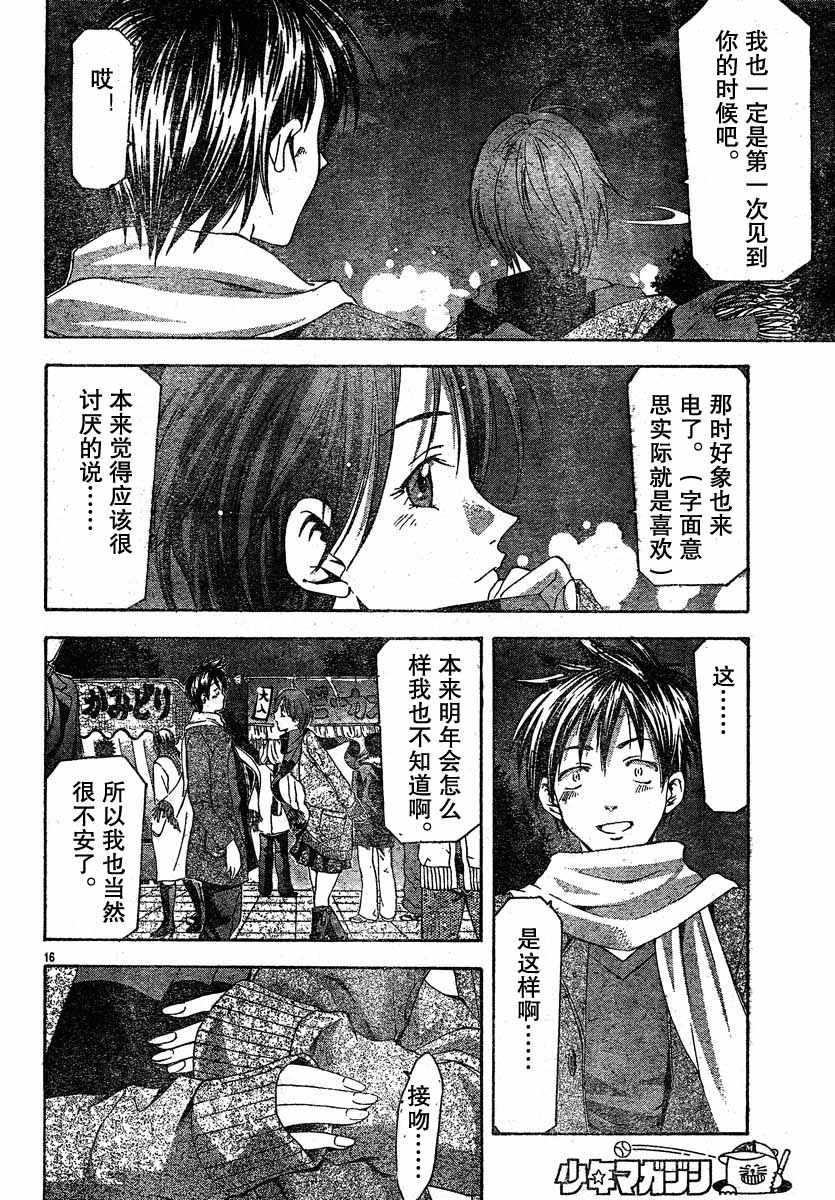 我也一定是第一次见到
你的时候吧。
哎！
那时好象也来
电了。（字面意
思实际就是喜欢）
本来觉得应该很
讨厌的说……
这……
是这样啊……
本来明年会怎么
样我也不知道啊。
所以我也当然
很不安了。
かみどり
16
接吻……
少年マガジン